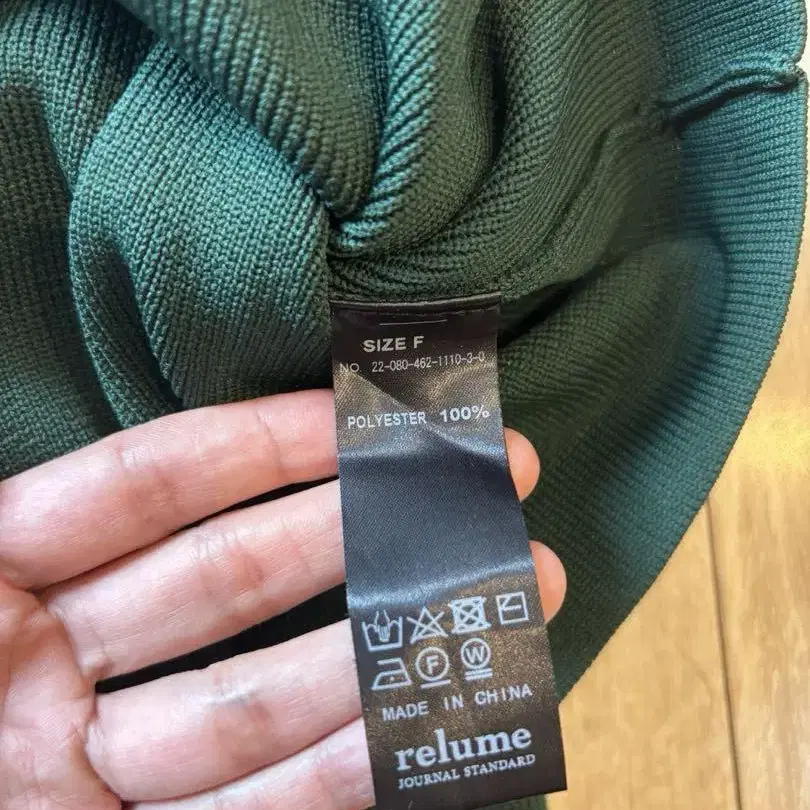 SIZE F
NO. 22-080-462-1110-3-0
POLYESTER 100%
F W
MADE IN CHINA
relume
JOURNAL STANDARD